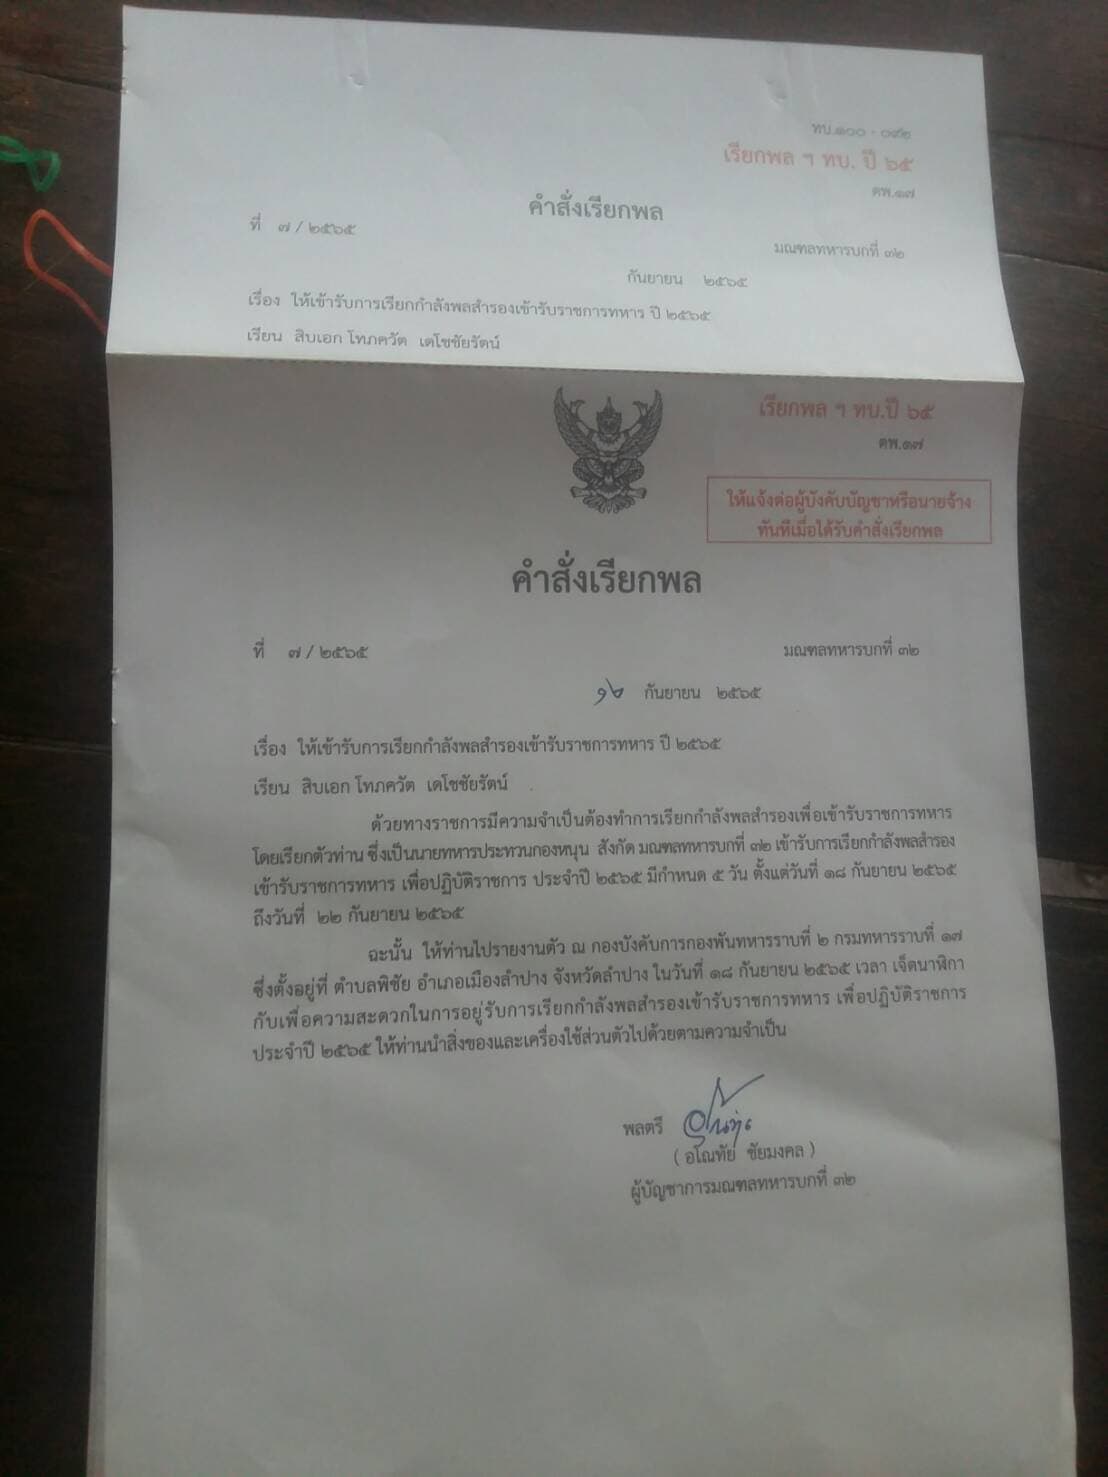 ทบ.๑๐๐ - ๐๙๒
เรียกพล ฯ ทบ. ปี ๖๕
ตพ.๑๗
คำสั่งเรียกพล
ที่ ๗ / ๒๕๖๕
มณฑลทหารบกที่ ๓๒
กันยายน ๒๕๖๕
เรื่อง ให้เข้ารับการเรียกกำลังพลสำรองเข้ารับราชการทหาร ปี ๒๕๖๕
เรียน สิบเอก โทภควัต เดโชชัยรัตน์
เรียกพล ฯ ทบ.ปี ๖๕
ตพ.๑๗
ให้แจ้งต่อผู้บังคับบัญชาหรือนายจ้าง
ทันทีเมื่อได้รับคำสั่งเรียกพล
คำสั่งเรียกพล
ที่ ๗ / ๒๕๖๕
มณฑลทหารบกที่ ๓๒
๑๒ กันยายน ๒๕๖๕
เรื่อง ให้เข้ารับการเรียกกำลังพลสำรองเข้ารับราชการทหาร ปี ๒๕๖๕
เรียน สิบเอก โทภควัต เดโชชัยรัตน์
ด้วยทางราชการมีความจำเป็นต้องทำการเรียกกำลังพลสำรองเพื่อเข้ารับราชการทหาร
โดยเรียกตัวท่าน ซึ่งเป็นนายทหารประทวนกองหนุน สังกัด มณฑลทหารบกที่ ๓๒ เข้ารับการเรียกกำลังพลสำรอง
เข้ารับราชการทหาร เพื่อปฏิบัติราชการ ประจำปี ๒๕๖๕ มีกำหนด ๕ วัน ตั้งแต่วันที่ ๑๘ กันยายน ๒๕๖๕
ถึงวันที่ ๒๒ กันยายน ๒๕๖๕
ฉะนั้น ให้ท่านไปรายงานตัว ณ กองบังคับการกองพันทหารราบที่ ๒ กรมทหารราบที่ ๑๗
ซึ่งตั้งอยู่ที่ ตำบลพิชัย อำเภอเมืองลำปาง จังหวัดลำปาง ในวันที่ ๑๘ กันยายน ๒๕๖๕ เวลา เจ็ดนาฬิกา
กับเพื่อความสะดวกในการอยู่รับการเรียกกำลังพลสำรองเข้ารับราชการทหาร เพื่อปฏิบัติราชการ
ประจำปี ๒๕๖๕ ให้ท่านนำสิ่งของและเครื่องใช้ส่วนตัวไปด้วยตามความจำเป็น
พลตรี
( อุโณทัย ชัยมงคล )
ผู้บัญชาการมณฑลทหารบกที่ ๓๒